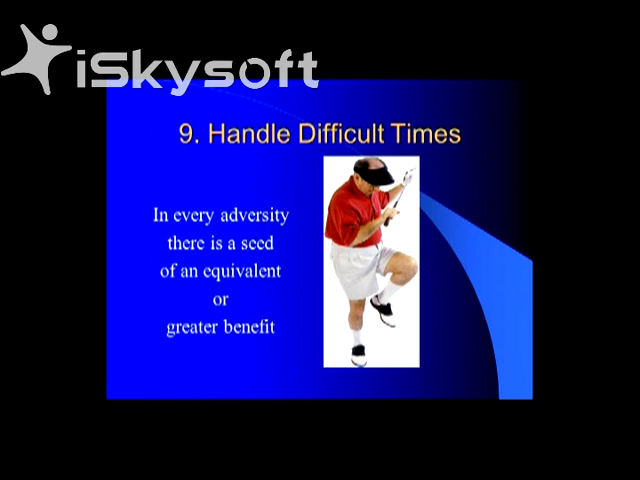 iSkysoft
9. Handle Difficult Times
In every adversity
there is a seed
of an equivalent
or
greater benefit